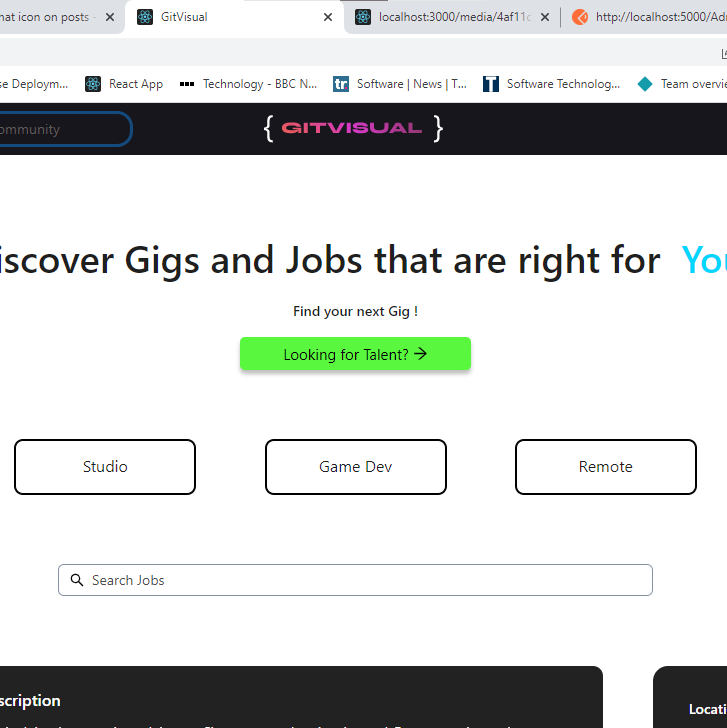 hat icon on posts -
GitVisual
localhost:3000/media/4af11c
http://localhost:5000/Ad
se Deploym...
React App
Technology - BBC N...
tr Software | News | T...
T Software Technolog...
Team overvie
ommunity
{ GITVISUAL }
iscover Gigs and Jobs that are right for You
Find your next Gig !
Looking for Talent? →
Studio
Game Dev
Remote
Search Jobs
scription
Locati